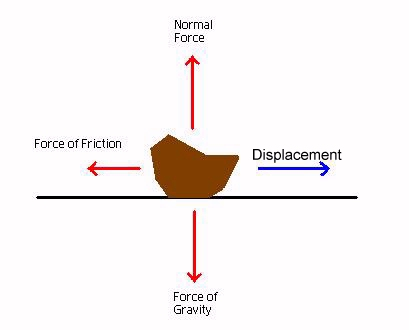 Normal
Force
Force of Friction
Displacement
Force of
Gravity